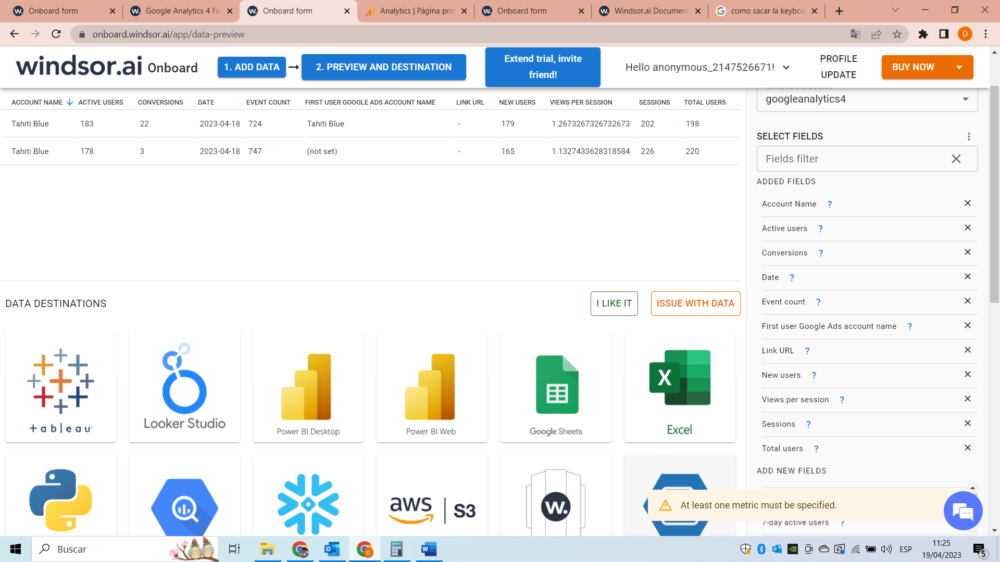 Onboard form
Google Analytics 4 Fie
Onboard form
Analytics | Página prin
Onboard form
Windsor.ai Document
como sacar la keyboa
onboard.windsor.ai/app/data-preview
O
windsor.ai Onboard
1. ADD DATA
2. PREVIEW AND DESTINATION
Extend trial, invite
friend!
Hello anonymous_2147526671!
PROFILE
UPDATE
BUY NOW
ACCOUNT NAME ACTIVE USERS CONVERSIONS DATE EVENT COUNT FIRST USER GOOGLE ADS ACCOUNT NAME LINK URL NEW USERS VIEWS PER SESSION SESSIONS TOTAL USERS
Tahiti Blue 183 22 2023-04-18 724 Tahiti Blue - 179 1.2673267326732673 202 198
Tahiti Blue 178 3 2023-04-18 747 (not set) - 165 1.1327433628318584 226 220
DATA DESTINATIONS
I LIKE IT
ISSUE WITH DATA
+ableau
Looker Studio
Power BI Desktop
Power BI Web
Google Sheets
X
Excel
aws | S3
W.
googleanalytics4
SELECT FIELDS
Fields filter
ADDED FIELDS
Account Name ?
Active users ?
Conversions ?
Date ?
Event count ?
First user Google Ads account name ?
Link URL ?
New users ?
Views per session ?
Sessions ?
Total users ?
ADD NEW FIELDS
At least one metric must be specified.
7-day active users ?
Buscar
ESP
11:25
19/04/2023
5